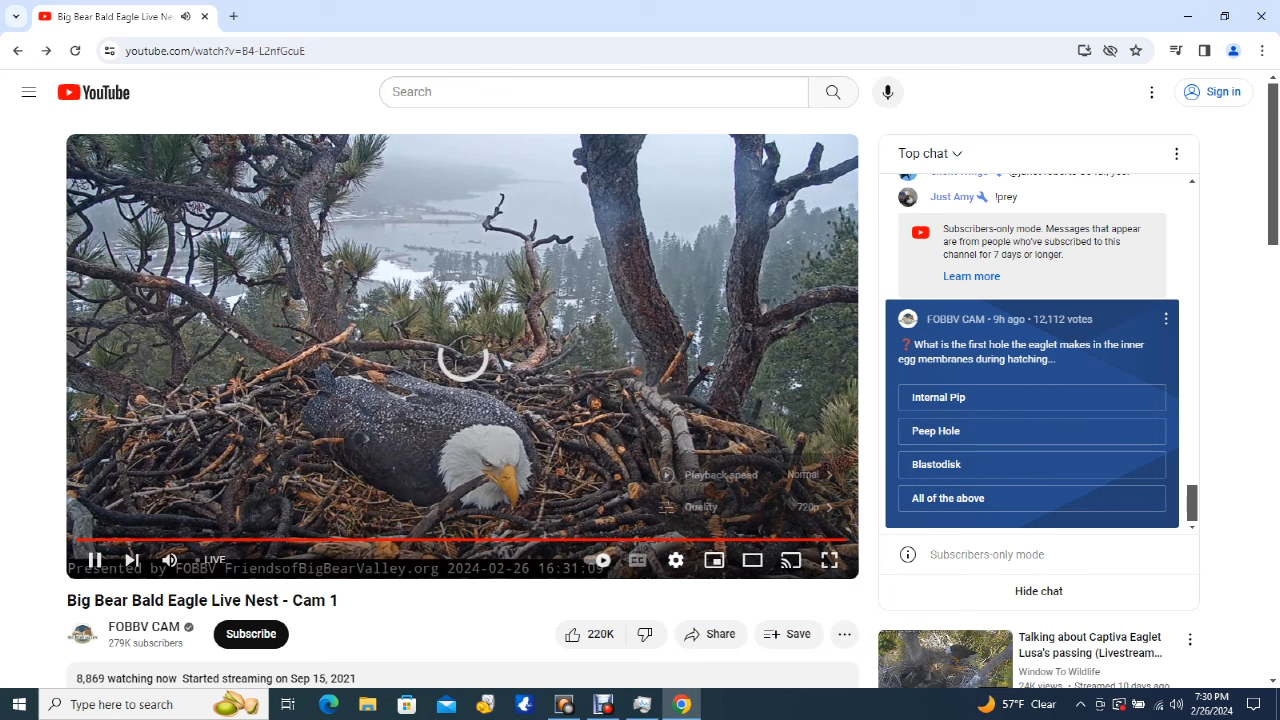 Big Bear Bald Eagle Live Nes
youtube.com/watch?v=B4-L2nfGcuE
YouTube
Search
Sign in
Playback speed Normal
Quality 720p
LIVE
CC
Presented by FOBBV FriendsofBigBearValley.org 2024-02-26 16:31:09
Big Bear Bald Eagle Live Nest - Cam 1
FOBBV CAM
279K subscribers
Subscribe
220K
Share
Save
8,869 watching now Started streaming on Sep 15, 2021
Top chat
Just Amy !prey
Subscribers-only mode. Messages that appear
are from people who've subscribed to this
channel for 7 days or longer.
Learn more
FOBBV CAM • 9h ago • 12,112 votes
❓What is the first hole the eaglet makes in the inner
egg membranes during hatching...
Internal Pip
Peep Hole
Blastodisk
All of the above
Subscribers-only mode
Hide chat
Talking about Captiva Eaglet
Lusa's passing (Livestream...
Window To Wildlife
24K views • Streamed 10 days ago
Type here to search
57°F Clear
7:30 PM
2/26/2024